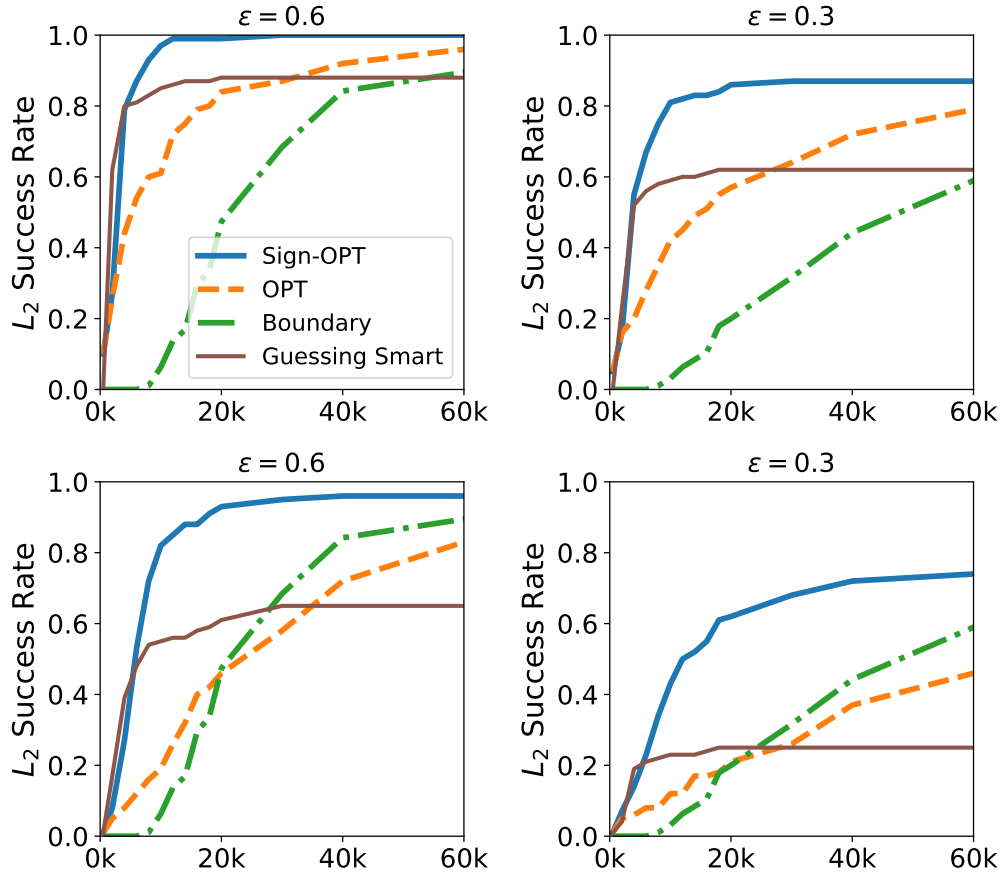 ε = 0.6
L₂ Success Rate
1.0
0.8
0.6
0.4
0.2
0.0
0k 20k 40k 60k
Sign-OPT
OPT
Boundary
Guessing Smart
ε = 0.3
L₂ Success Rate
1.0
0.8
0.6
0.4
0.2
0.0
0k 20k 40k 60k
ε = 0.6
L₂ Success Rate
1.0
0.8
0.6
0.4
0.2
0.0
0k 20k 40k 60k
ε = 0.3
L₂ Success Rate
1.0
0.8
0.6
0.4
0.2
0.0
0k 20k 40k 60k